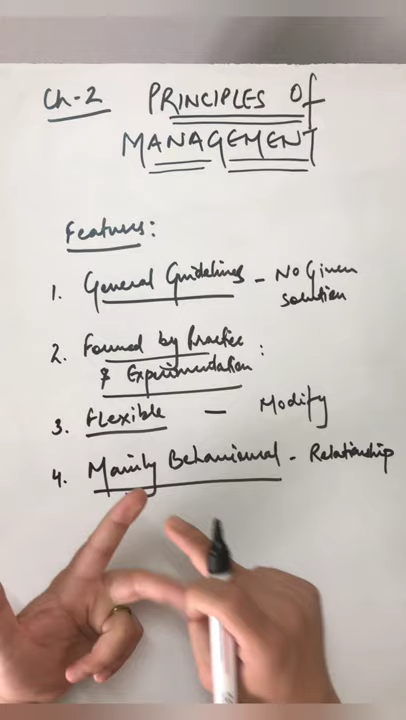 Ch-2 PRINCIPLES Of
MANAGEMENT
Features:
1. General Guidelines - No Given
solution
2. Formed by Practice
& Experimentation:
3. Flexible - Modify
4. Mainly Behavioural - Relationship